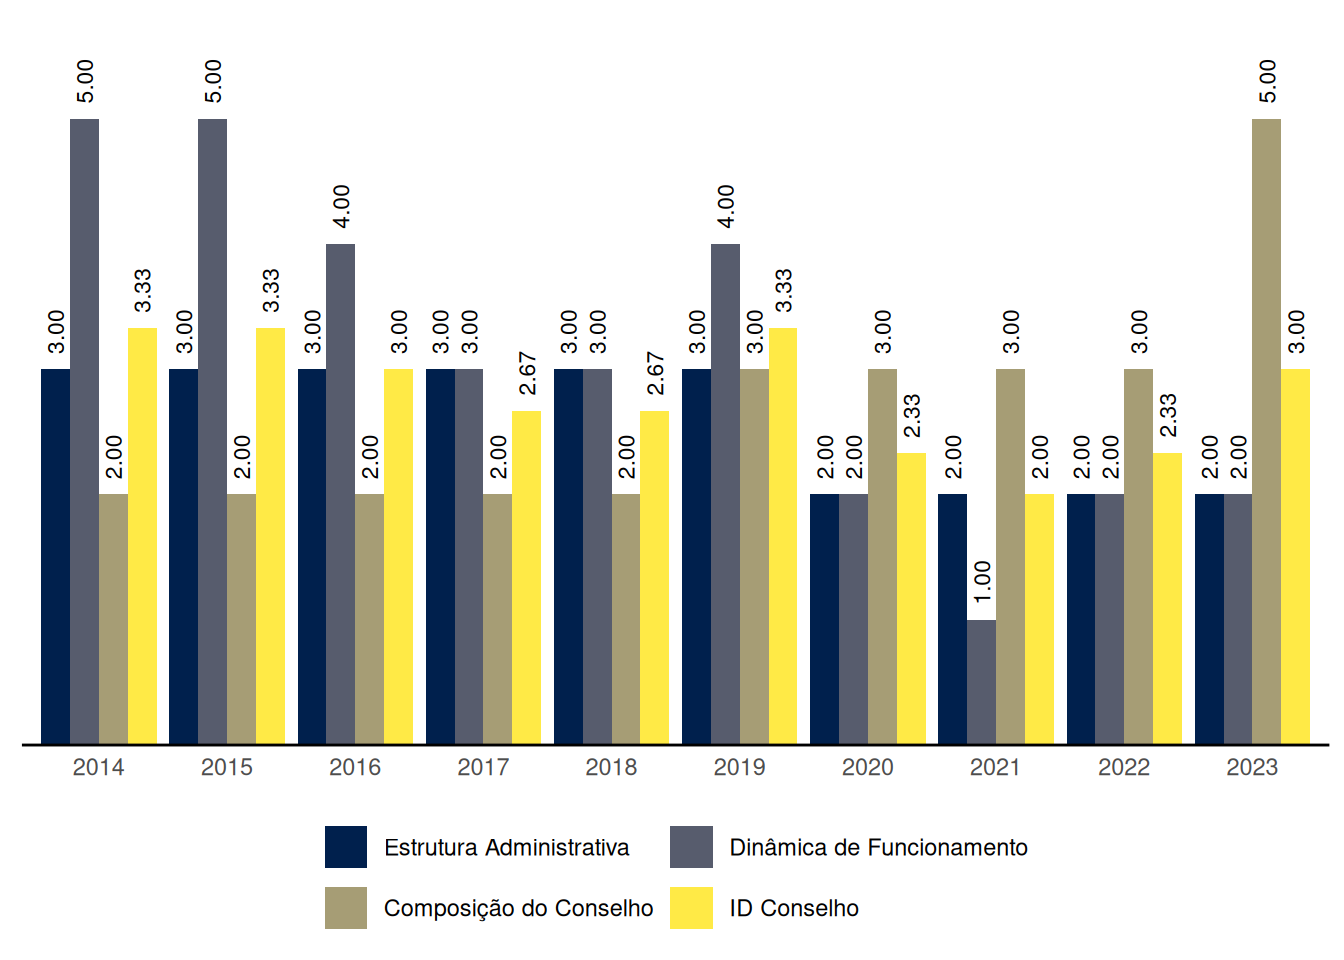 3.00 5.00 2.00 3.33 3.00 5.00 2.00 3.33 3.00 4.00 2.00 3.00 3.00 3.00 2.00 2.67 3.00 3.00 2.00 2.67 3.00 4.00 3.00 3.33 2.00 2.00 3.00 2.33 2.00 1.00 3.00 2.00 2.00 2.00 3.00 2.33 2.00 2.00 5.00 3.00
2014 2015 2016 2017 2018 2019 2020 2021 2022 2023
Estrutura Administrativa Dinâmica de Funcionamento
Composição do Conselho ID Conselho